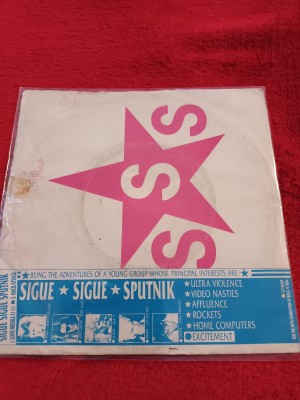 S
S
S
BEING THE ADVENTURES OF A YOUNG GROUP WHOSE PRINCIPAL INTERESTS ARE
SIGUE ★ SIGUE ★ SPUTNIK
★ ULTRA VIOLENCE
★ VIDEO NASTIES
★ AFFLUENCE
★ ROCKETS
★ HOME COMPUTERS
★ EXCITEMENT
SIGUE SIGUE SPUTNIK